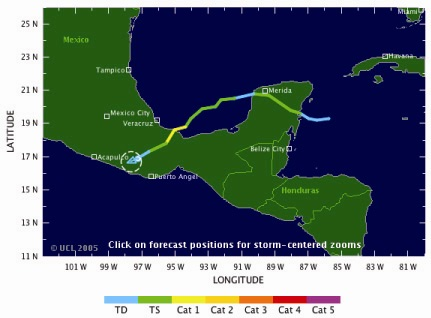 25 N
23 N
21 N
19 N
17 N
15 N
13 N
11 N
LATITUDE
Mexico
Miami
Havana
Tampico
Merida
Mexico City
Veracruz
Belize City
Acapulco
Puerto Angel
Honduras
© UCL 2005
Click on forecast positions for storm-centered zooms
101 W 99 W 97 W 95 W 93 W 91 W 89 W 87 W 85 W 83 W 81 W
LONGITUDE
TD TS Cat 1 Cat 2 Cat 3 Cat 4 Cat 5